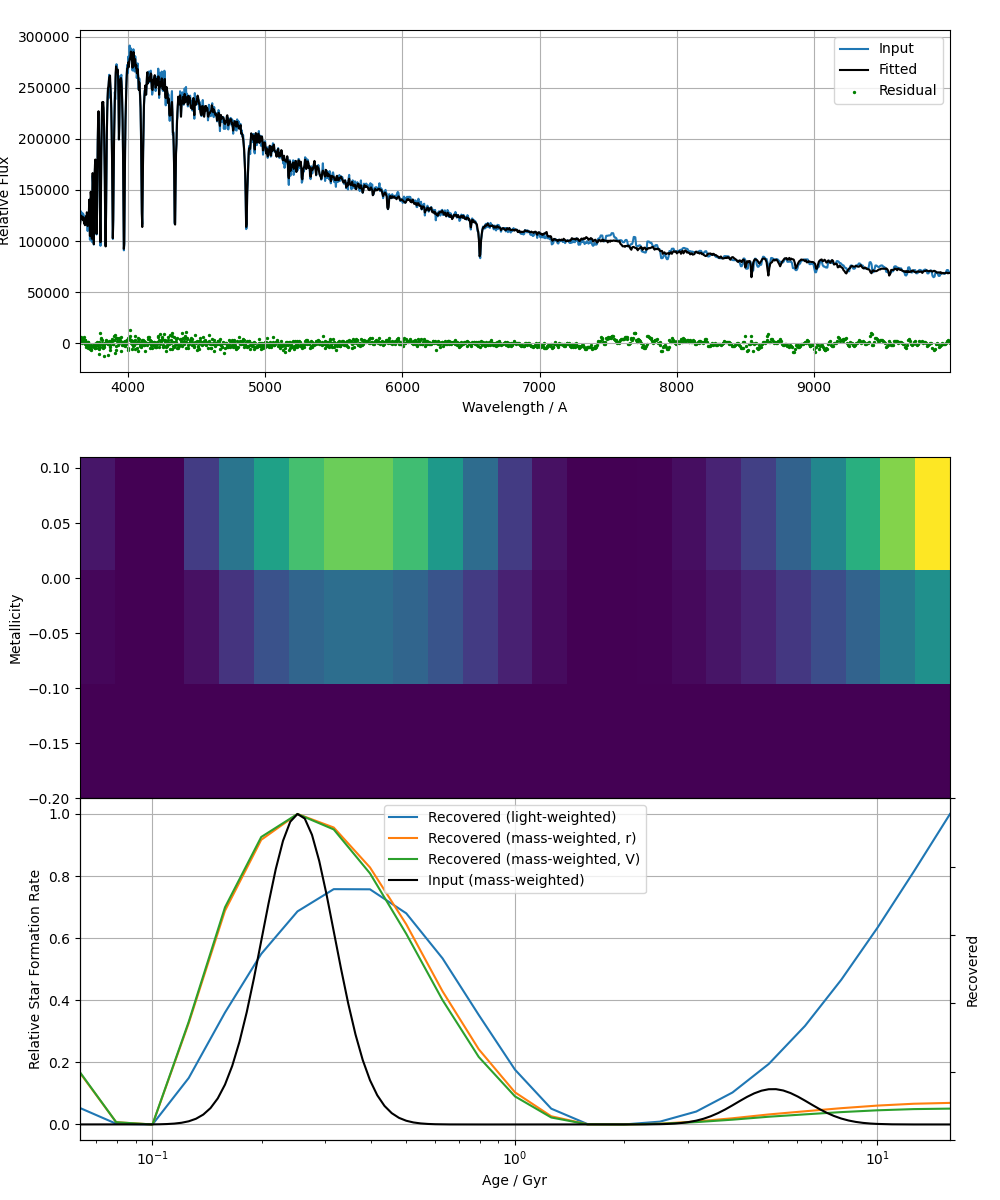 300000
250000
200000
150000
100000
50000
0
Relative Flux
Input
Fitted
Residual
4000
5000
6000
7000
8000
9000
Wavelength / A
0.10
0.05
0.00
−0.05
−0.10
−0.15
−0.20
Metallicity
1.0
0.8
0.6
0.4
0.2
0.0
Relative Star Formation Rate
Recovered (light-weighted)
Recovered (mass-weighted, r)
Recovered (mass-weighted, V)
Input (mass-weighted)
Recovered
10⁻¹
10⁰
10¹
Age / Gyr